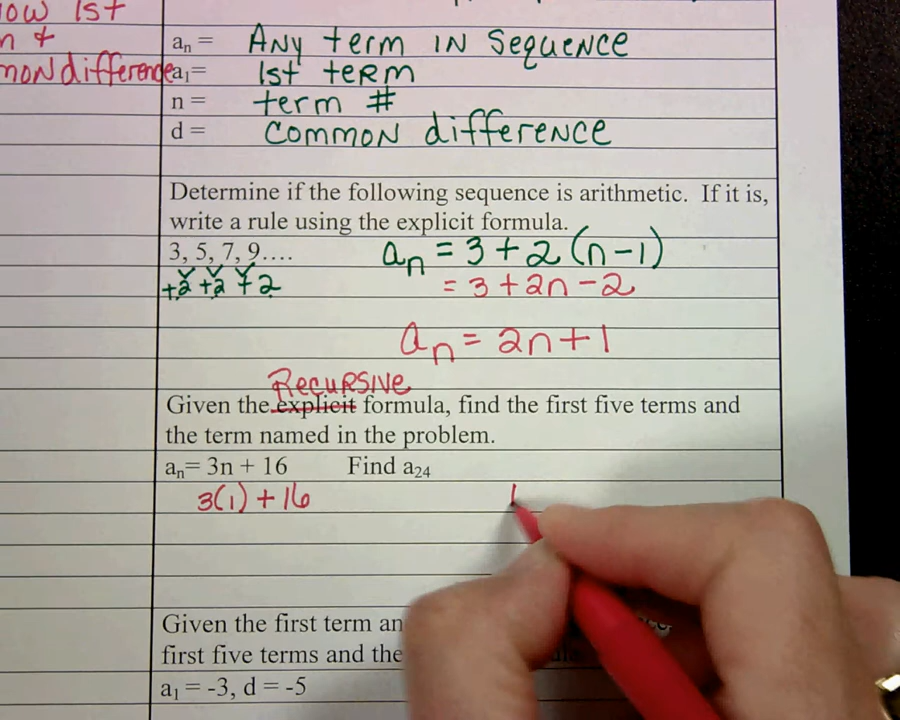 1st
aₙ = Any term in Sequence
difference a₁= 1st term
n = term #
d = Common difference
Determine if the following sequence is arithmetic. If it is,
write a rule using the explicit formula.
3, 5, 7, 9.... aₙ = 3 + 2 (n-1)
+2 +2 +2 = 3 + 2n - 2
aₙ = 2n + 1
Recursive
Given the explicit formula, find the first five terms and
the term named in the problem.
aₙ= 3n + 16 Find a₂₄
3(1) + 16
Given the first term an
first five terms and the
a₁ = -3, d = -5